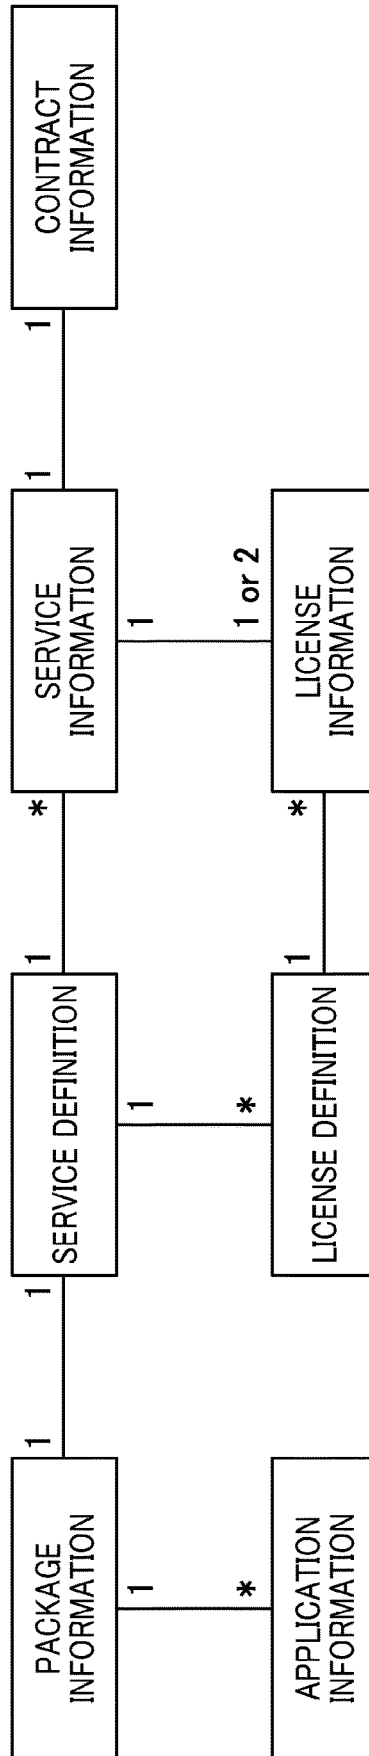 PACKAGE
INFORMATION
1
1
SERVICE DEFINITION
1
*
SERVICE
INFORMATION
1
1
CONTRACT
INFORMATION
1
*
1
*
1
1 or 2
APPLICATION
INFORMATION
LICENSE DEFINITION
1
*
LICENSE
INFORMATION